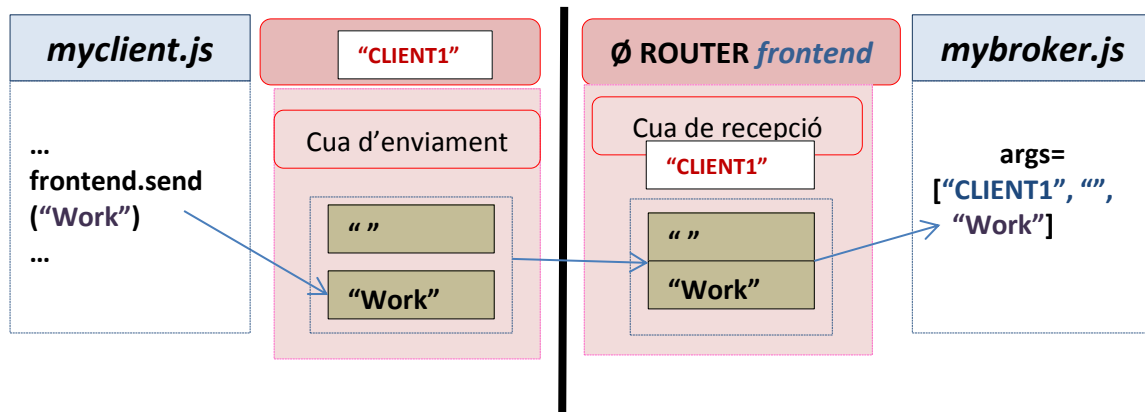 myclient.js
…
frontend.send
(“Work”)
…
“CLIENT1”
Cua d’enviament
“ ”
“Work”
Ø ROUTER frontend
Cua de recepció
“CLIENT1”
“ ”
“Work”
mybroker.js
args=
[“CLIENT1”, “”,
“Work”]